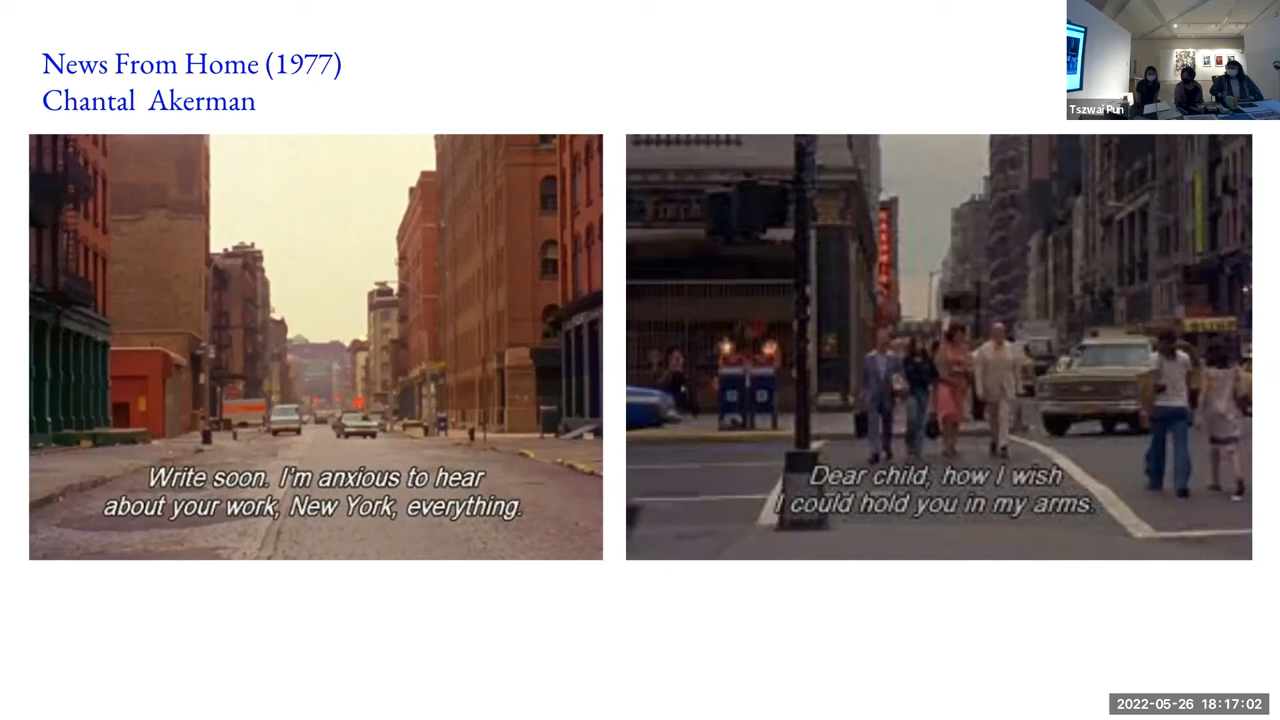 News From Home (1977)
Chantal Akerman
Tszwai Pun
Write soon. I'm anxious to hear
about your work, New York, everything.
Dear child, how I wish
I could hold you in my arms.
2022-05-26 18:17:02